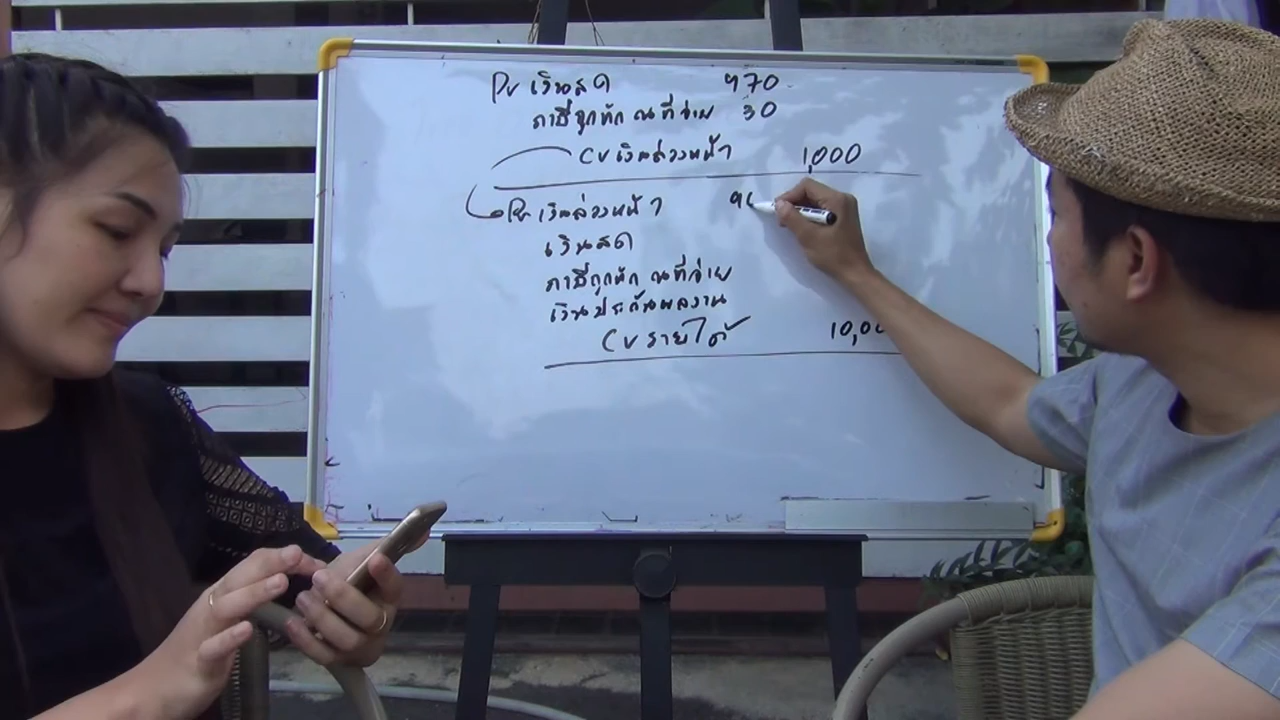 Dr เงินสด 970
ภาษีถูกหัก ณ ที่จ่าย 30
Cr เงินล่วงหน้า 1,000
Dr เงินล่วงหน้า 9
เงินสด
ภาษีถูกหัก ณ ที่จ่าย
เงินประกันผลงาน
Cr รายได้ 10,00